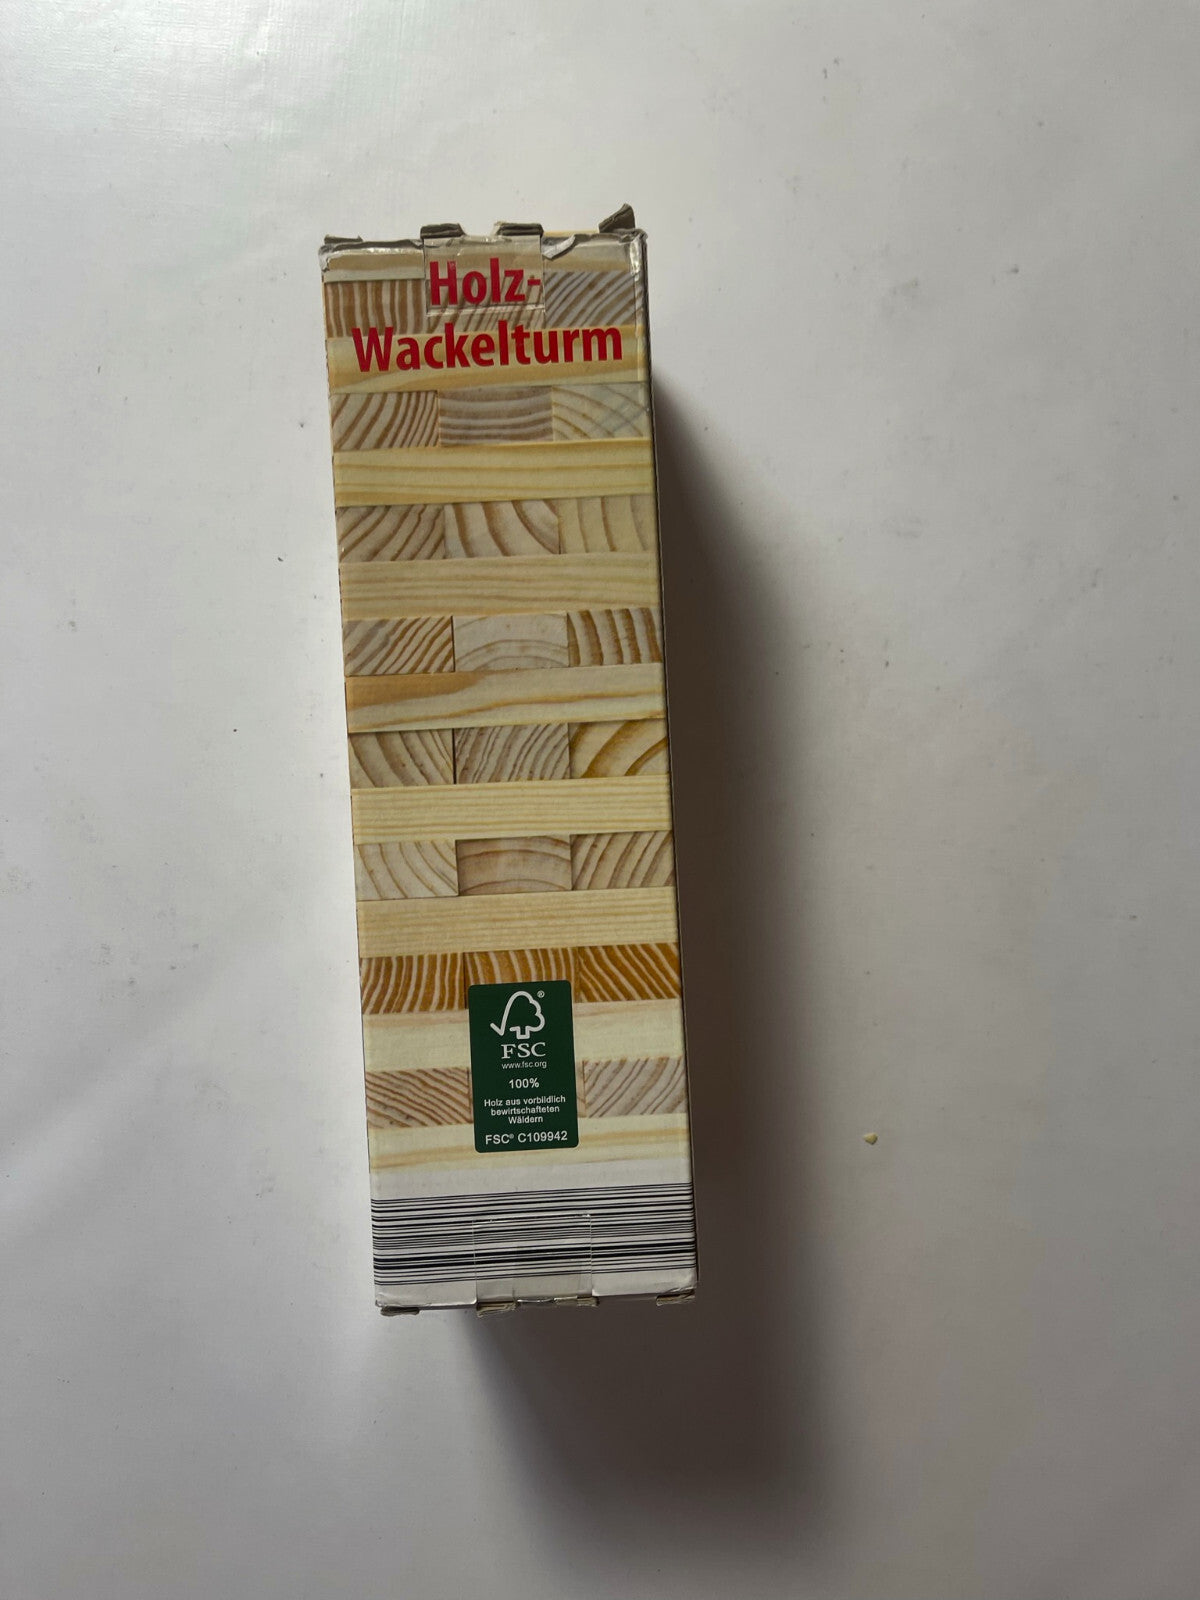 Holz-
Wackelturm
®
FSC
www.fsc.org
100%
Holz aus vorbildlich
bewirtschafteten
Wäldern
FSC® C109942